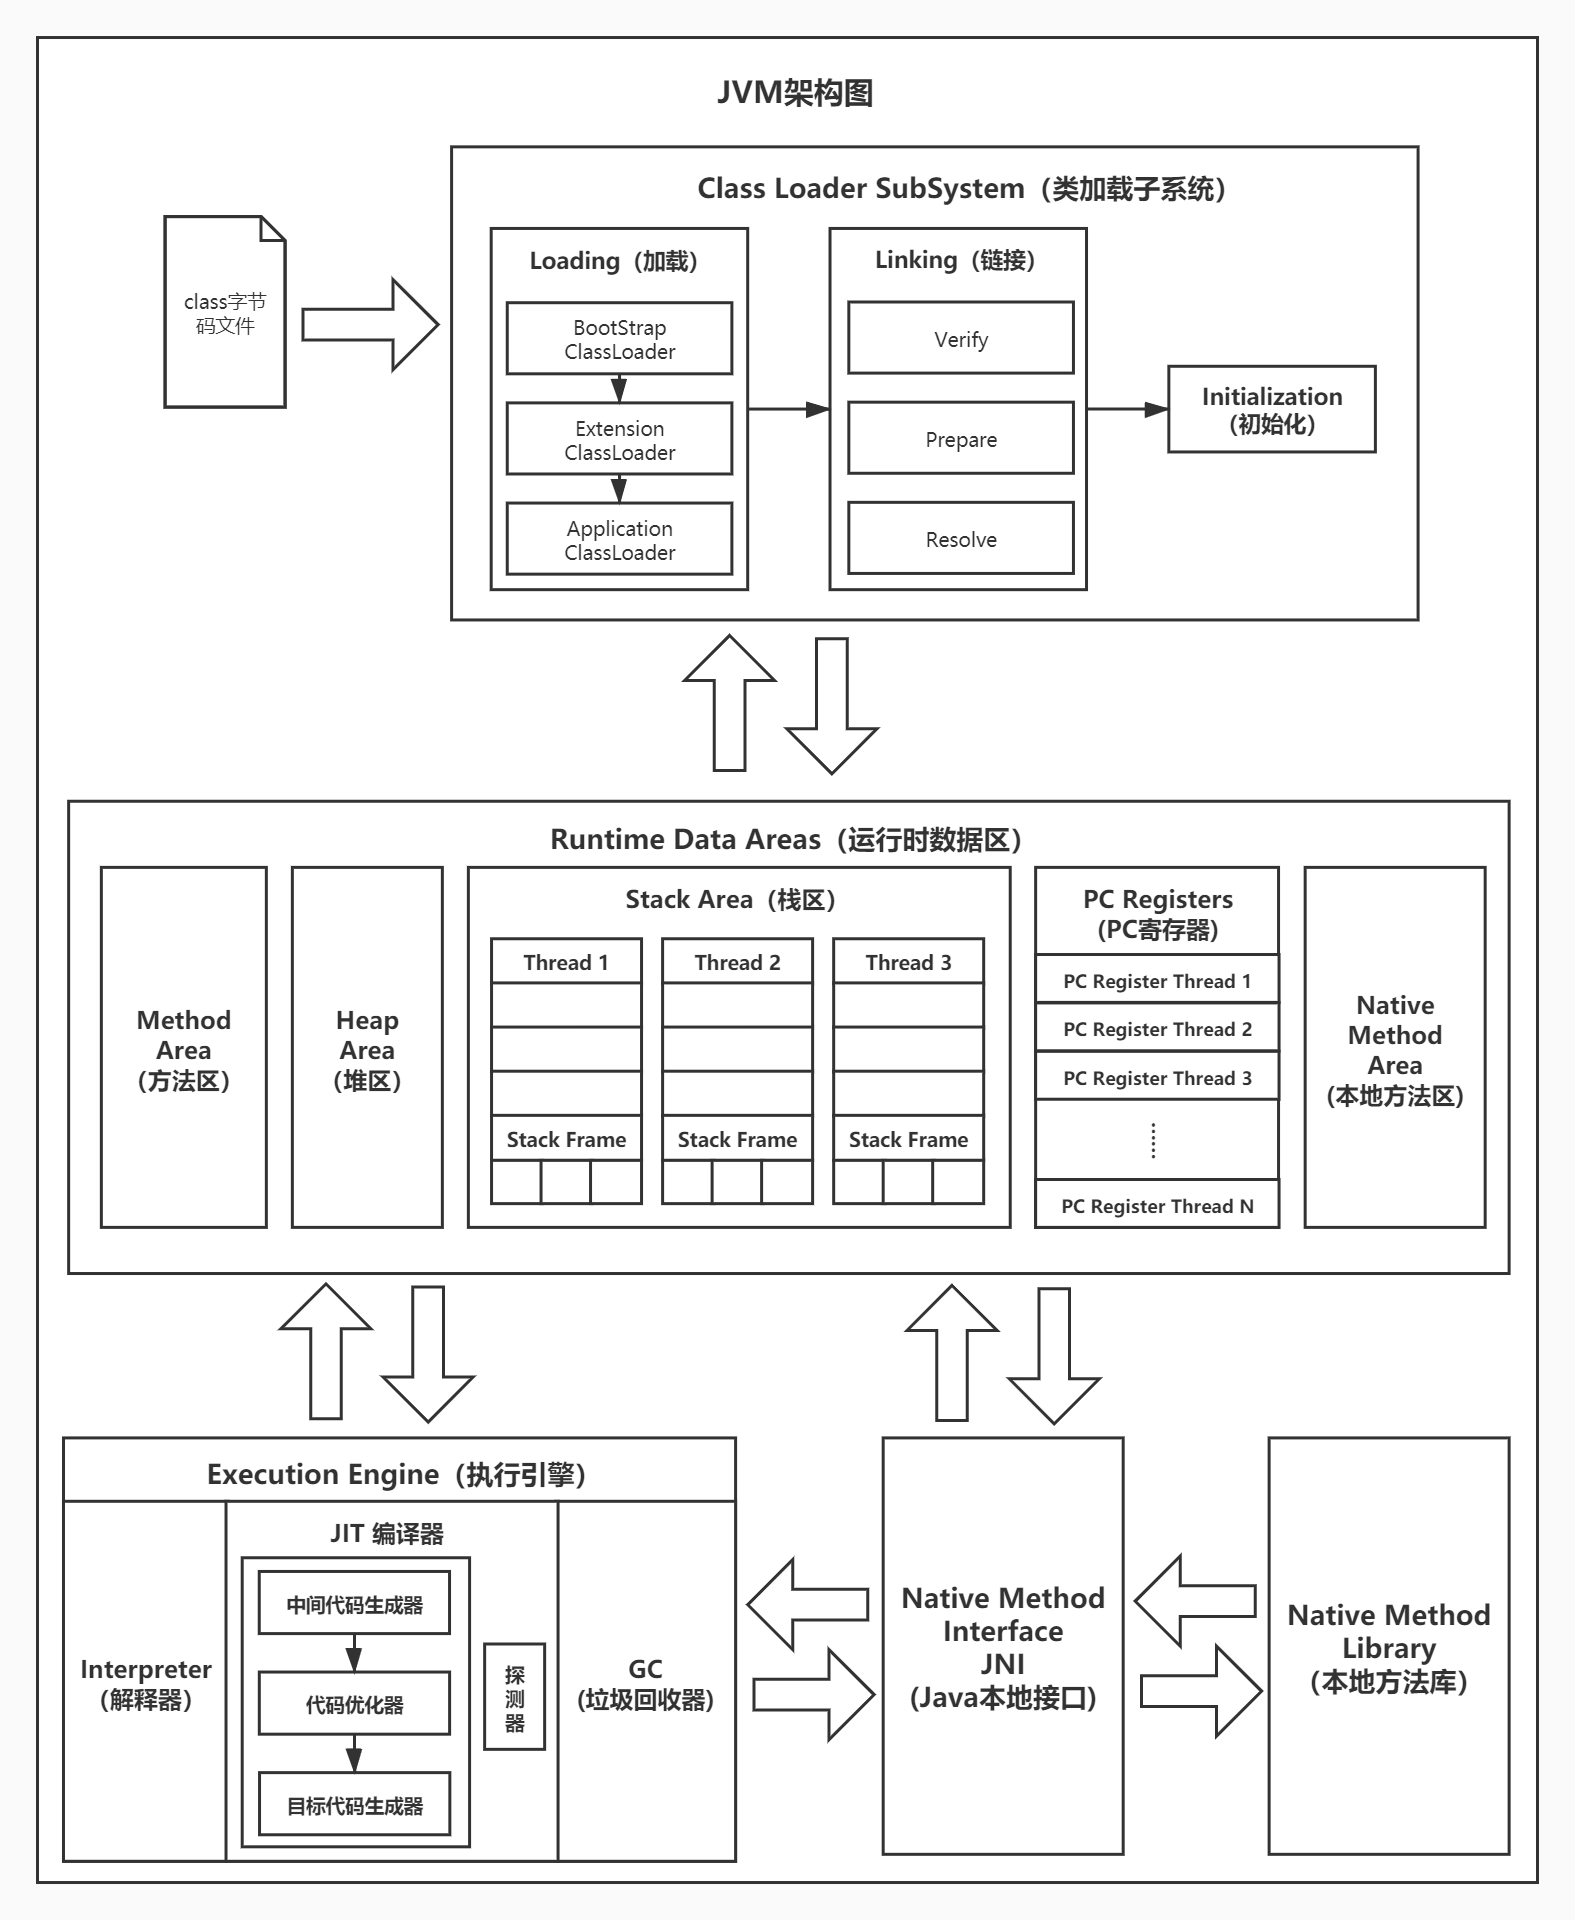 JVM架构图
class字节
码文件
Class Loader SubSystem（类加载子系统）
Loading（加载）
BootStrap
ClassLoader
Extension
ClassLoader
Application
ClassLoader
Linking（链接）
Verify
Prepare
Resolve
Initialization
（初始化）
Runtime Data Areas（运行时数据区）
Method
Area
（方法区）
Heap
Area
（堆区）
Stack Area（栈区）
Thread 1
Stack Frame
Thread 2
Stack Frame
Thread 3
Stack Frame
PC Registers
(PC寄存器)
PC Register Thread 1
PC Register Thread 2
PC Register Thread 3
......
PC Register Thread N
Native
Method
Area
（本地方法区）
Execution Engine（执行引擎）
Interpreter
（解释器）
JIT 编译器
中间代码生成器
代码优化器
目标代码生成器
探
测
器
GC
(垃圾回收器)
Native Method
Interface
JNI
(Java本地接口)
Native Method
Library
（本地方法库）